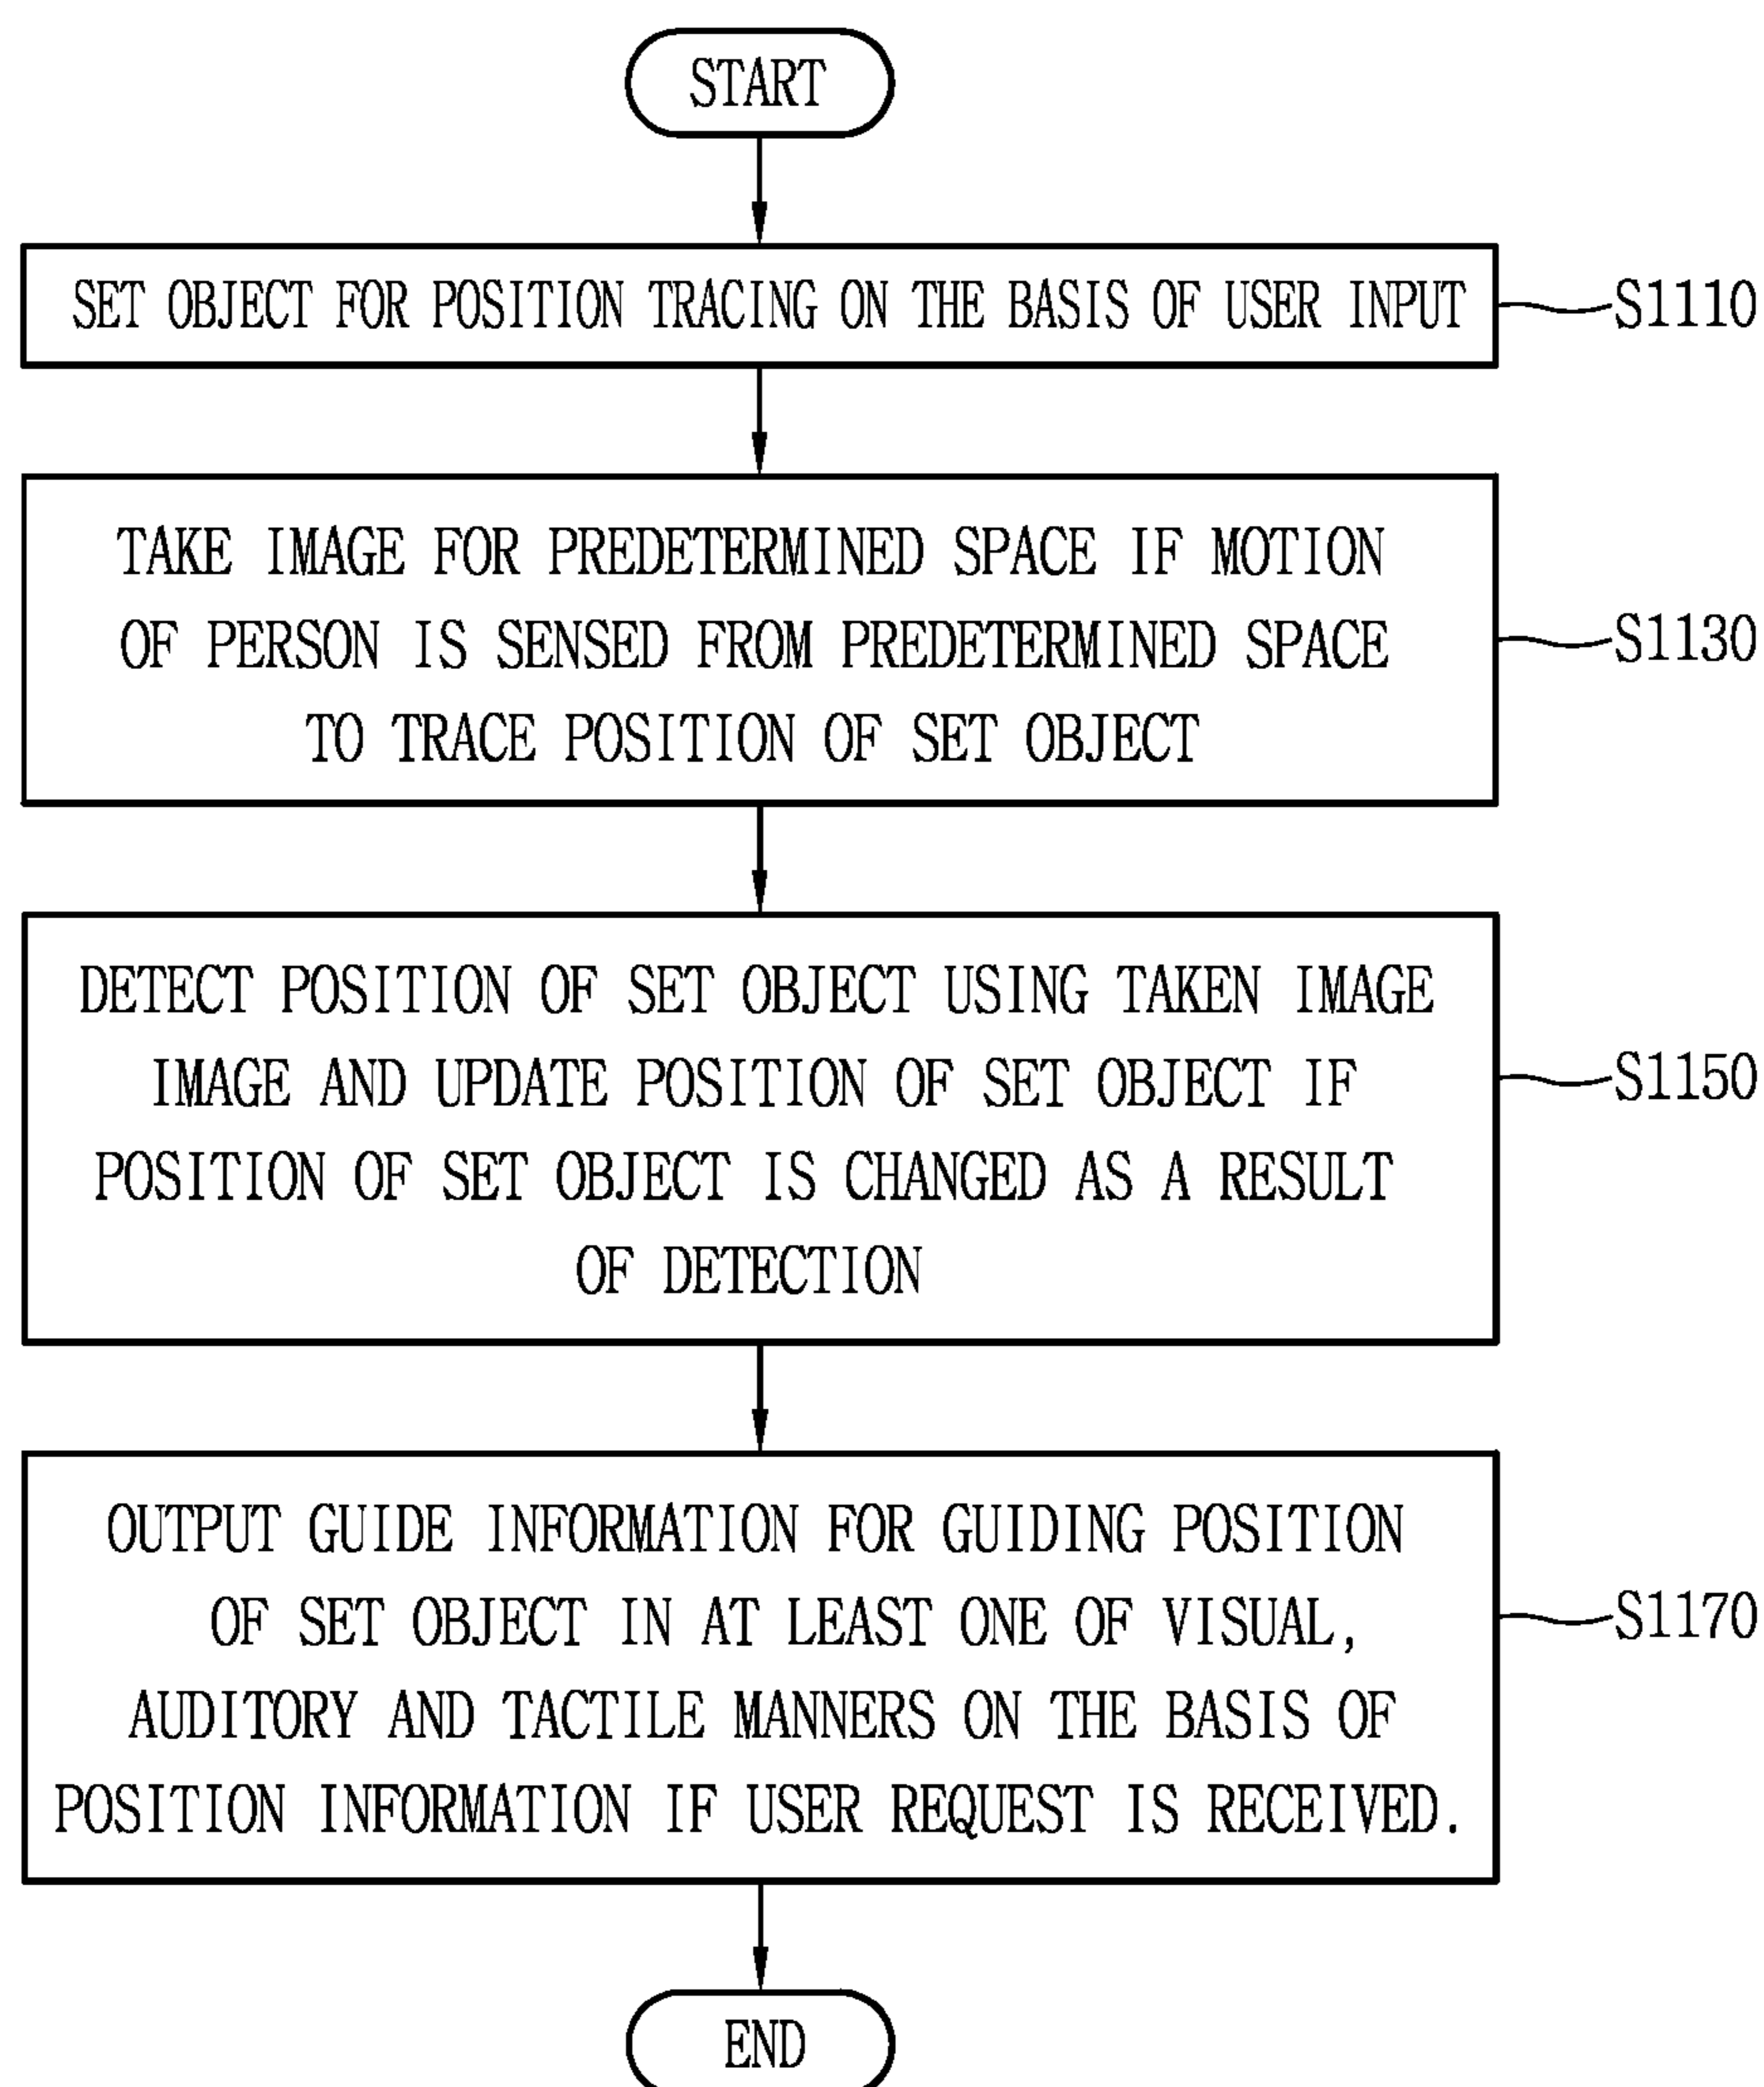 START
SET OBJECT FOR POSITION TRACING ON THE BASIS OF USER INPUT
S1110
TAKE IMAGE FOR PREDETERMINED SPACE IF MOTION
OF PERSON IS SENSED FROM PREDETERMINED SPACE
TO TRACE POSITION OF SET OBJECT
S1130
DETECT POSITION OF SET OBJECT USING TAKEN IMAGE
IMAGE AND UPDATE POSITION OF SET OBJECT IF
POSITION OF SET OBJECT IS CHANGED AS A RESULT
OF DETECTION
S1150
OUTPUT GUIDE INFORMATION FOR GUIDING POSITION
OF SET OBJECT IN AT LEAST ONE OF VISUAL,
AUDITORY AND TACTILE MANNERS ON THE BASIS OF
POSITION INFORMATION IF USER REQUEST IS RECEIVED.
S1170
END